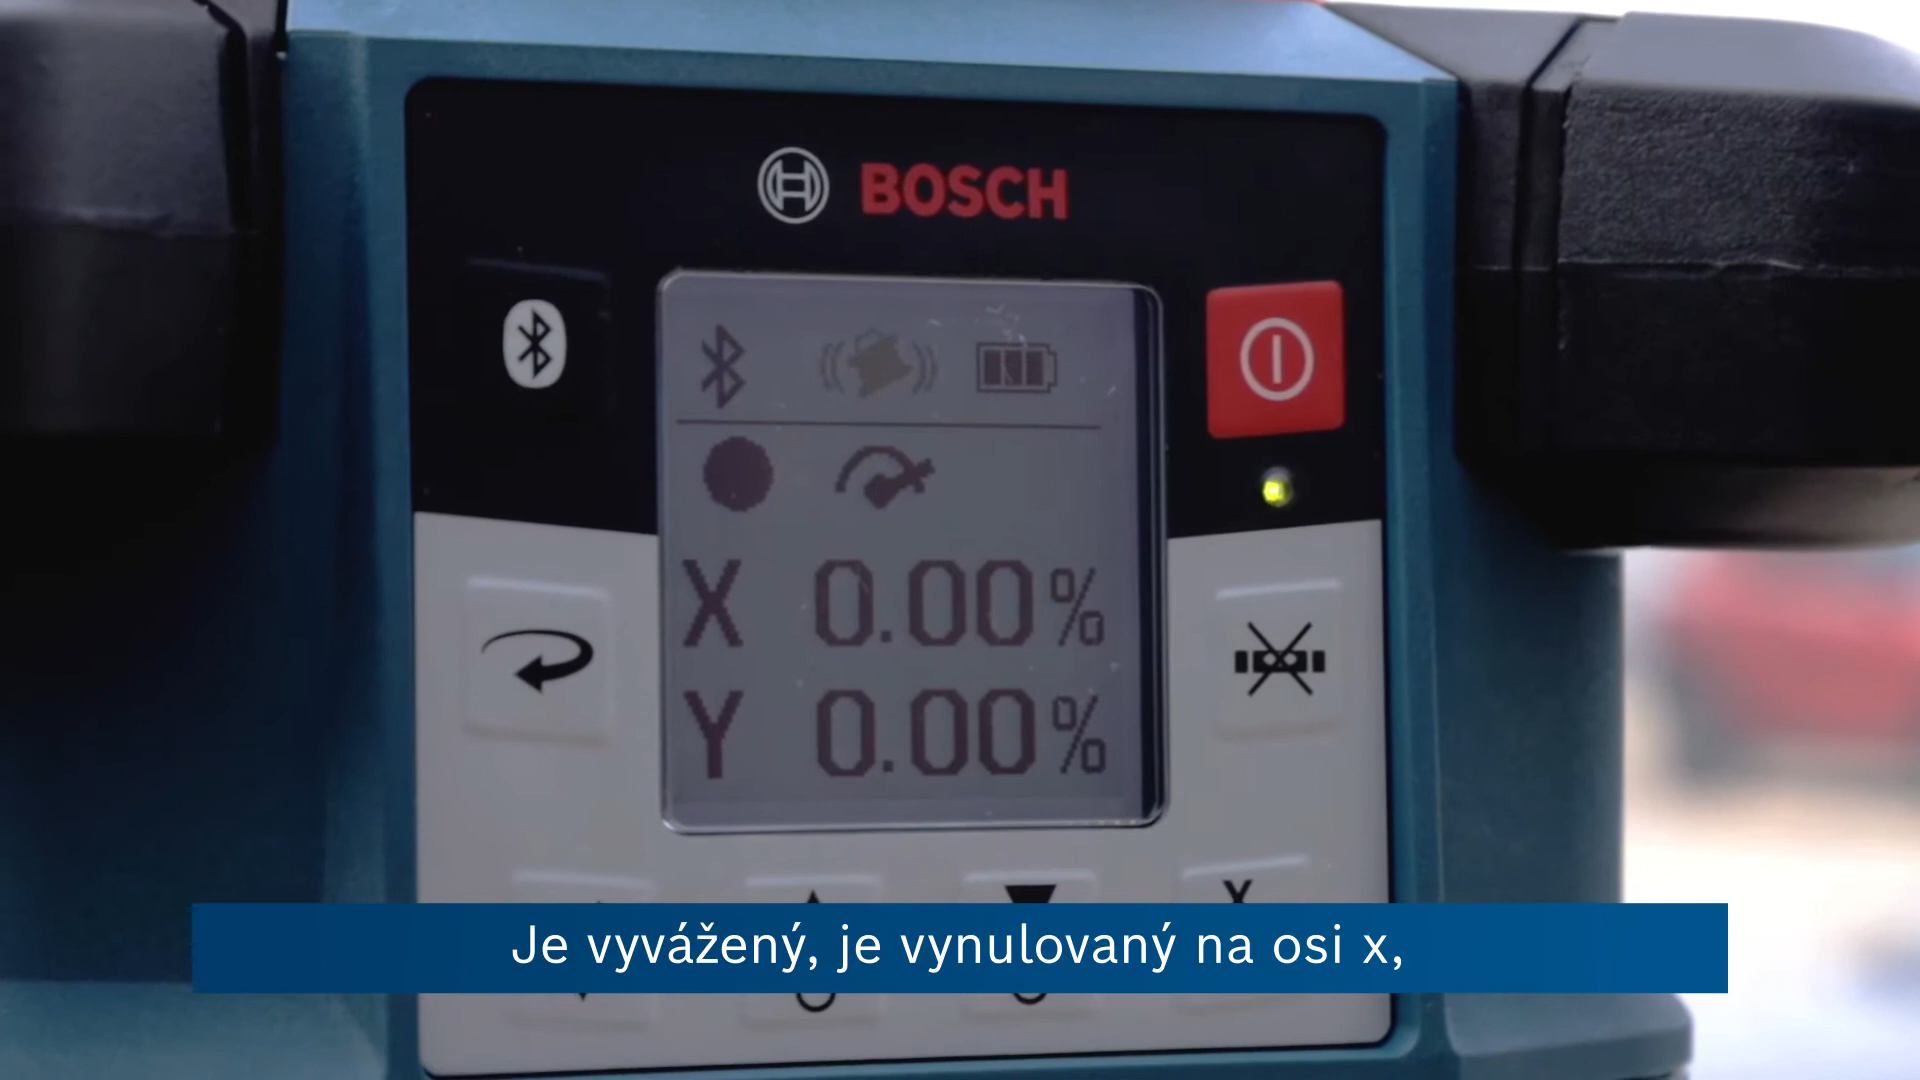 BOSCH
X 0.00%
Y 0.00%
X
Je vyvážený, je vynulovaný na osi x,